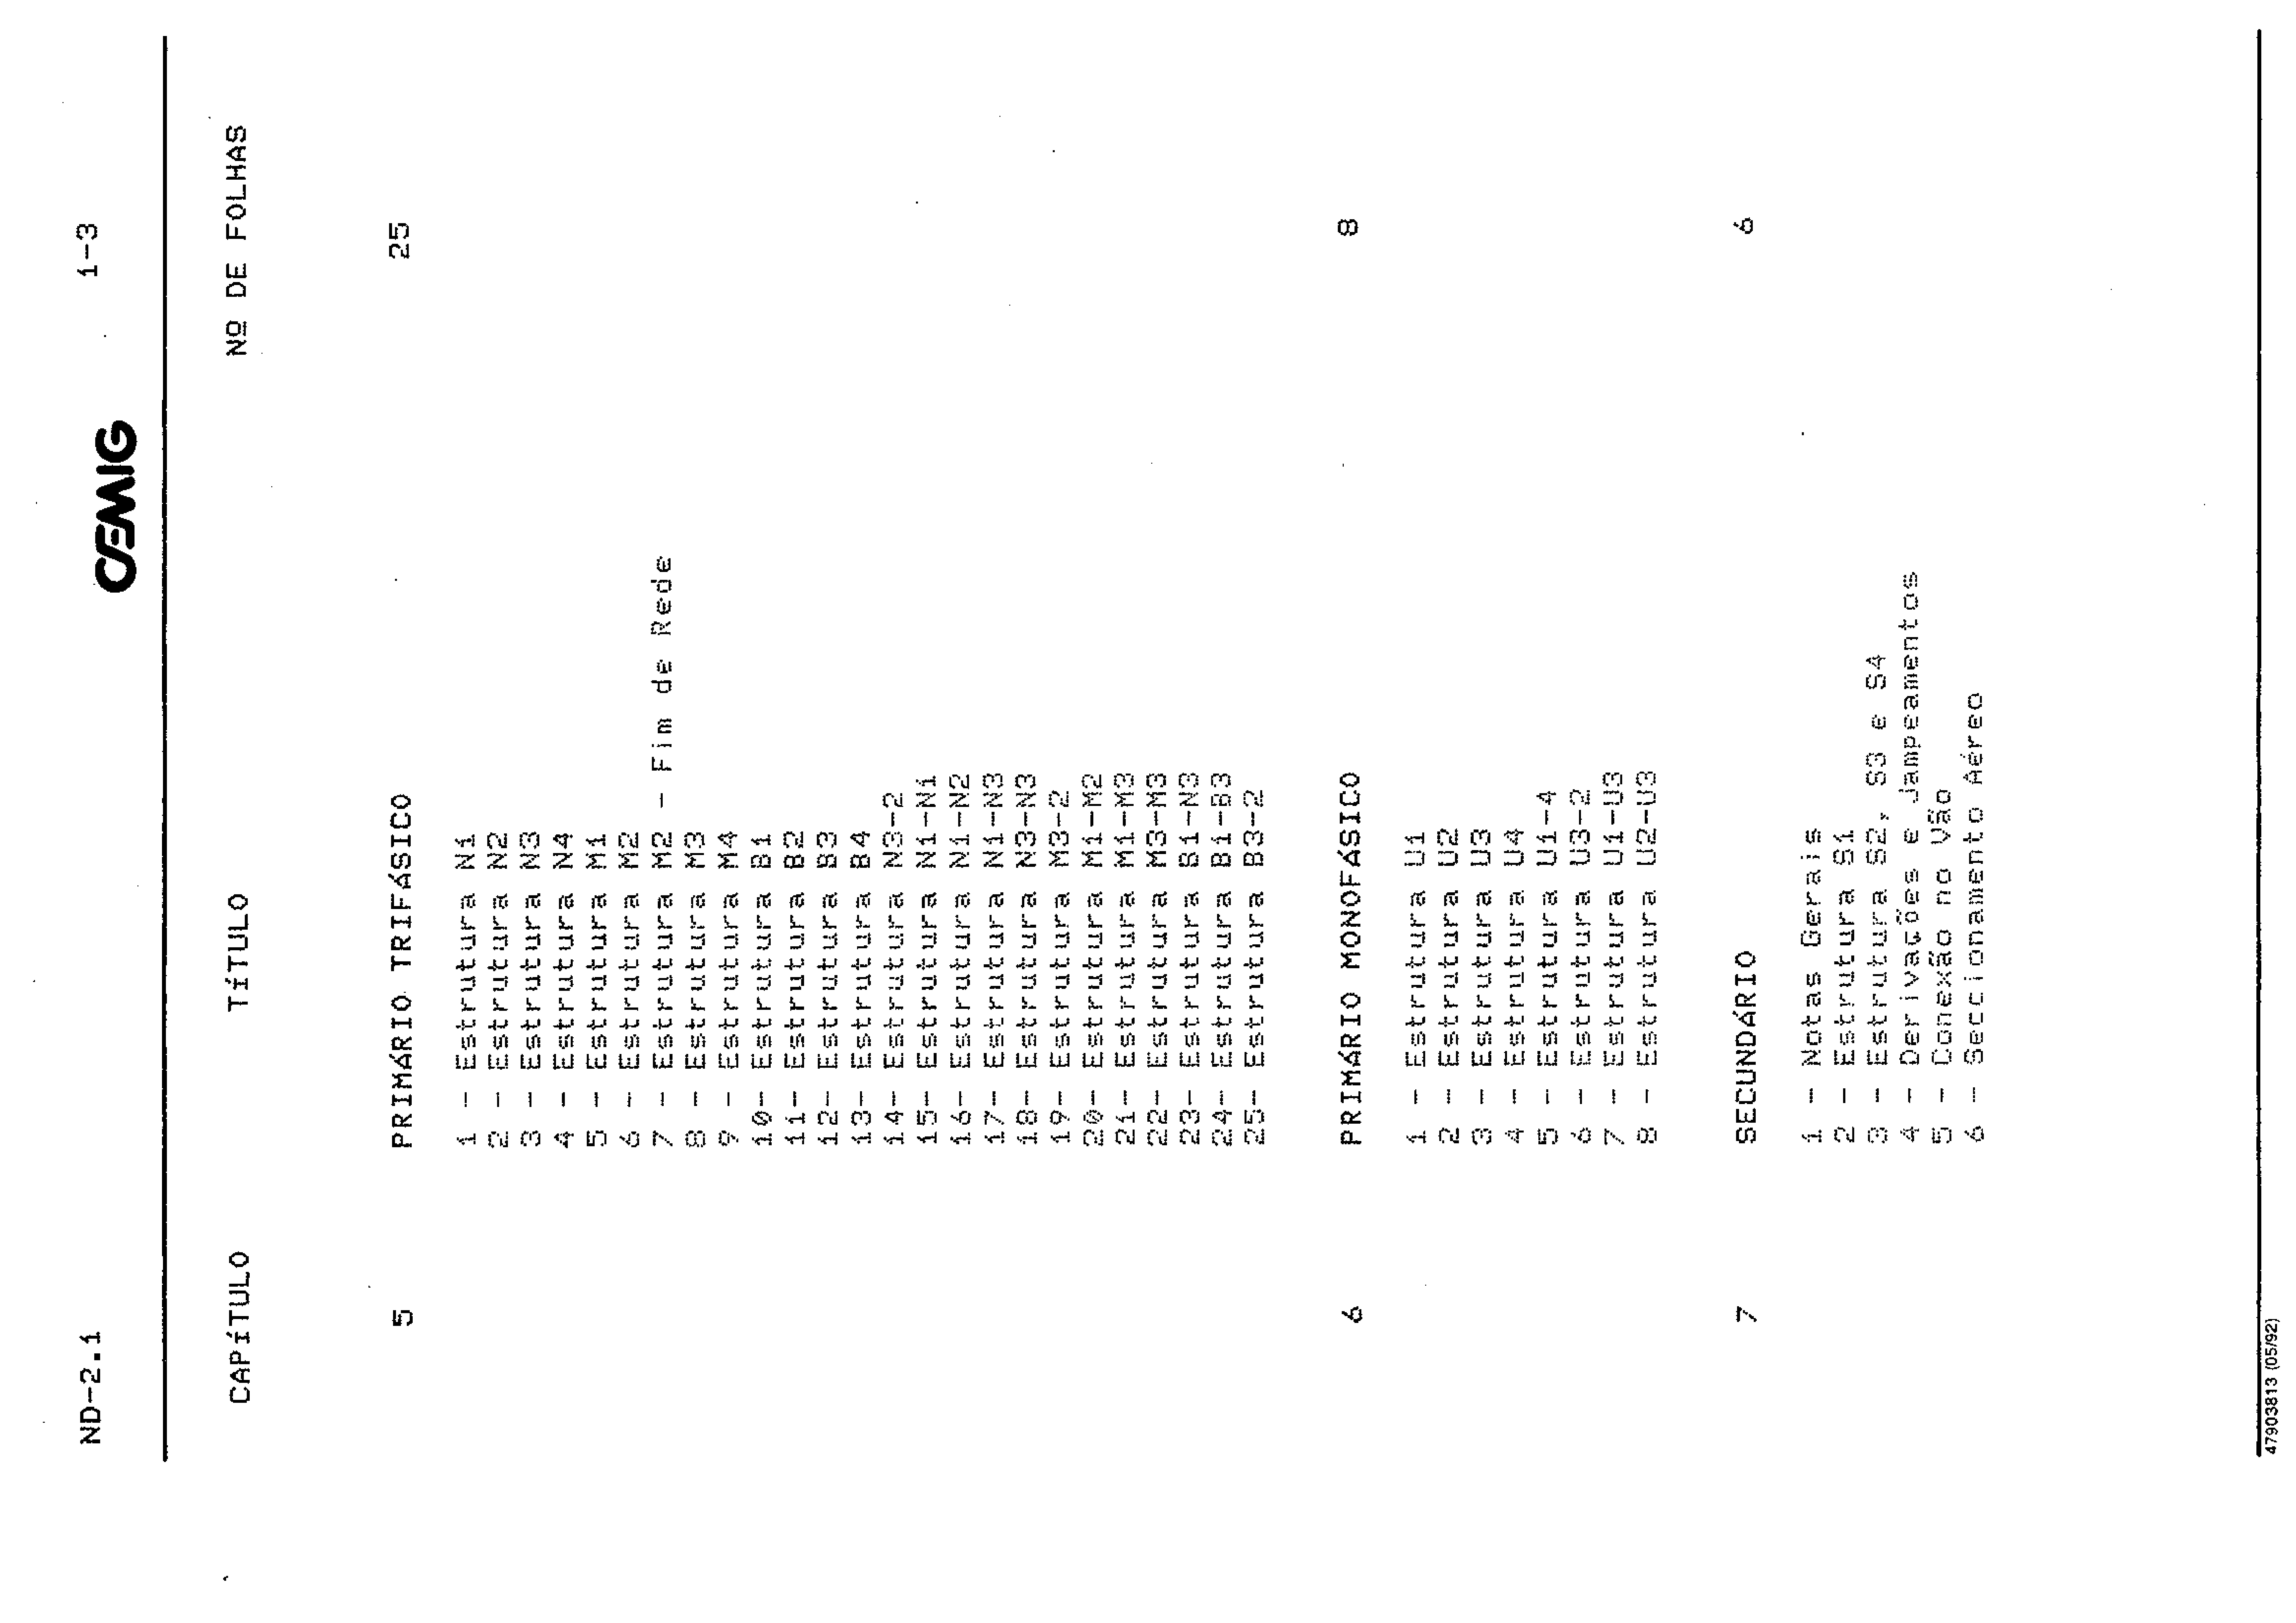 ND-2.1 CEMIG 1-3
CAPÍTULO TÍTULO Nº DE FOLHAS
5 PRIMÁRIO TRIFÁSICO 25
1 - Estrutura N1
2 - Estrutura N2
3 - Estrutura N3
4 - Estrutura N4
5 - Estrutura M1
6 - Estrutura M2
7 - Estrutura M2 - Fim de Rede
8 - Estrutura M3
9 - Estrutura M4
10- Estrutura B1
11- Estrutura B2
12- Estrutura B3
13- Estrutura B4
14- Estrutura N3-2
15- Estrutura N1-N1
16- Estrutura N1-N2
17- Estrutura N1-N3
18- Estrutura N3-N3
19- Estrutura M3-2
20- Estrutura M1-M2
21- Estrutura M1-M3
22- Estrutura M3-M3
23- Estrutura B1-N3
24- Estrutura B1-B3
25- Estrutura B3-2
6 PRIMÁRIO MONOFÁSICO 8
1 - Estrutura U1
2 - Estrutura U2
3 - Estrutura U3
4 - Estrutura U4
5 - Estrutura U1-4
6 - Estrutura U3-2
7 - Estrutura U1-U3
8 - Estrutura U2-U3
7 SECUNDÁRIO 6
1 - Notas Gerais
2 - Estrutura S1
3 - Estrutura S2, S3 e S4
4 - Derivações e Jampeamentos
5 - Conexão no Vão
6 - Seccionamento Aéreo
47903813 (05/92)